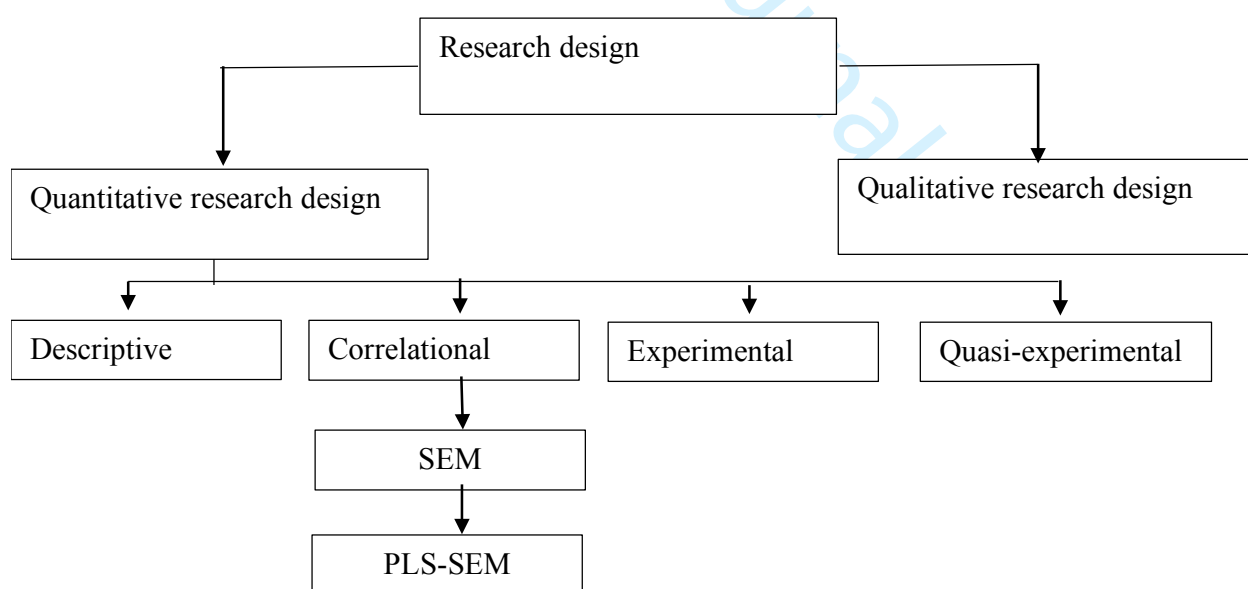 Research design
Quantitative research design
Qualitative research design
Descriptive
Correlational
Experimental
Quasi-experimental
SEM
PLS-SEM